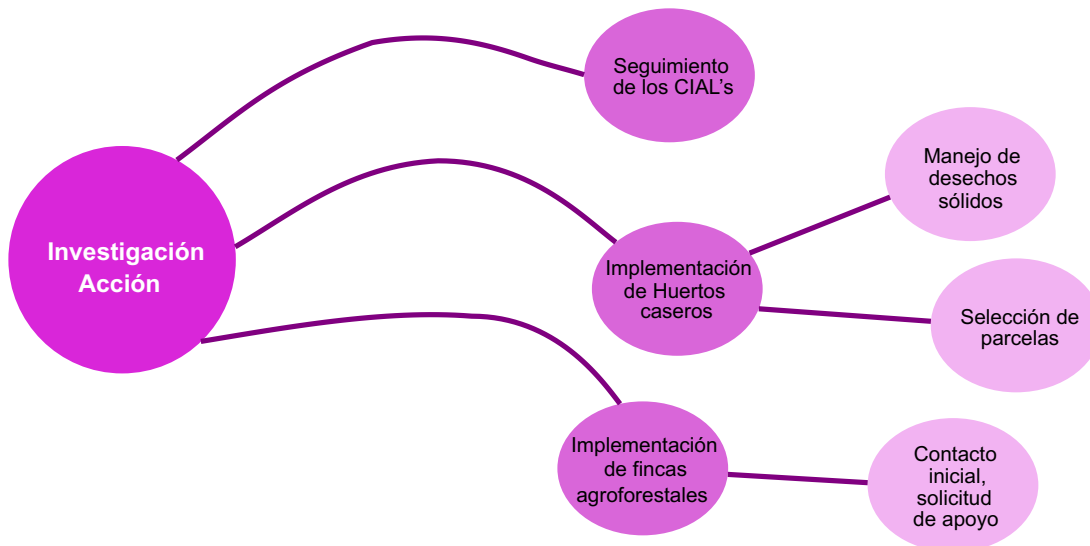 Seguimiento
de los CIAL’s
Manejo de
desechos
sólidos
Investigación
Acción
Implementación
de Huertos
caseros
Selección de
parcelas
Implementación
de fincas
agroforestales
Contacto
inicial,
solicitud
de apoyo